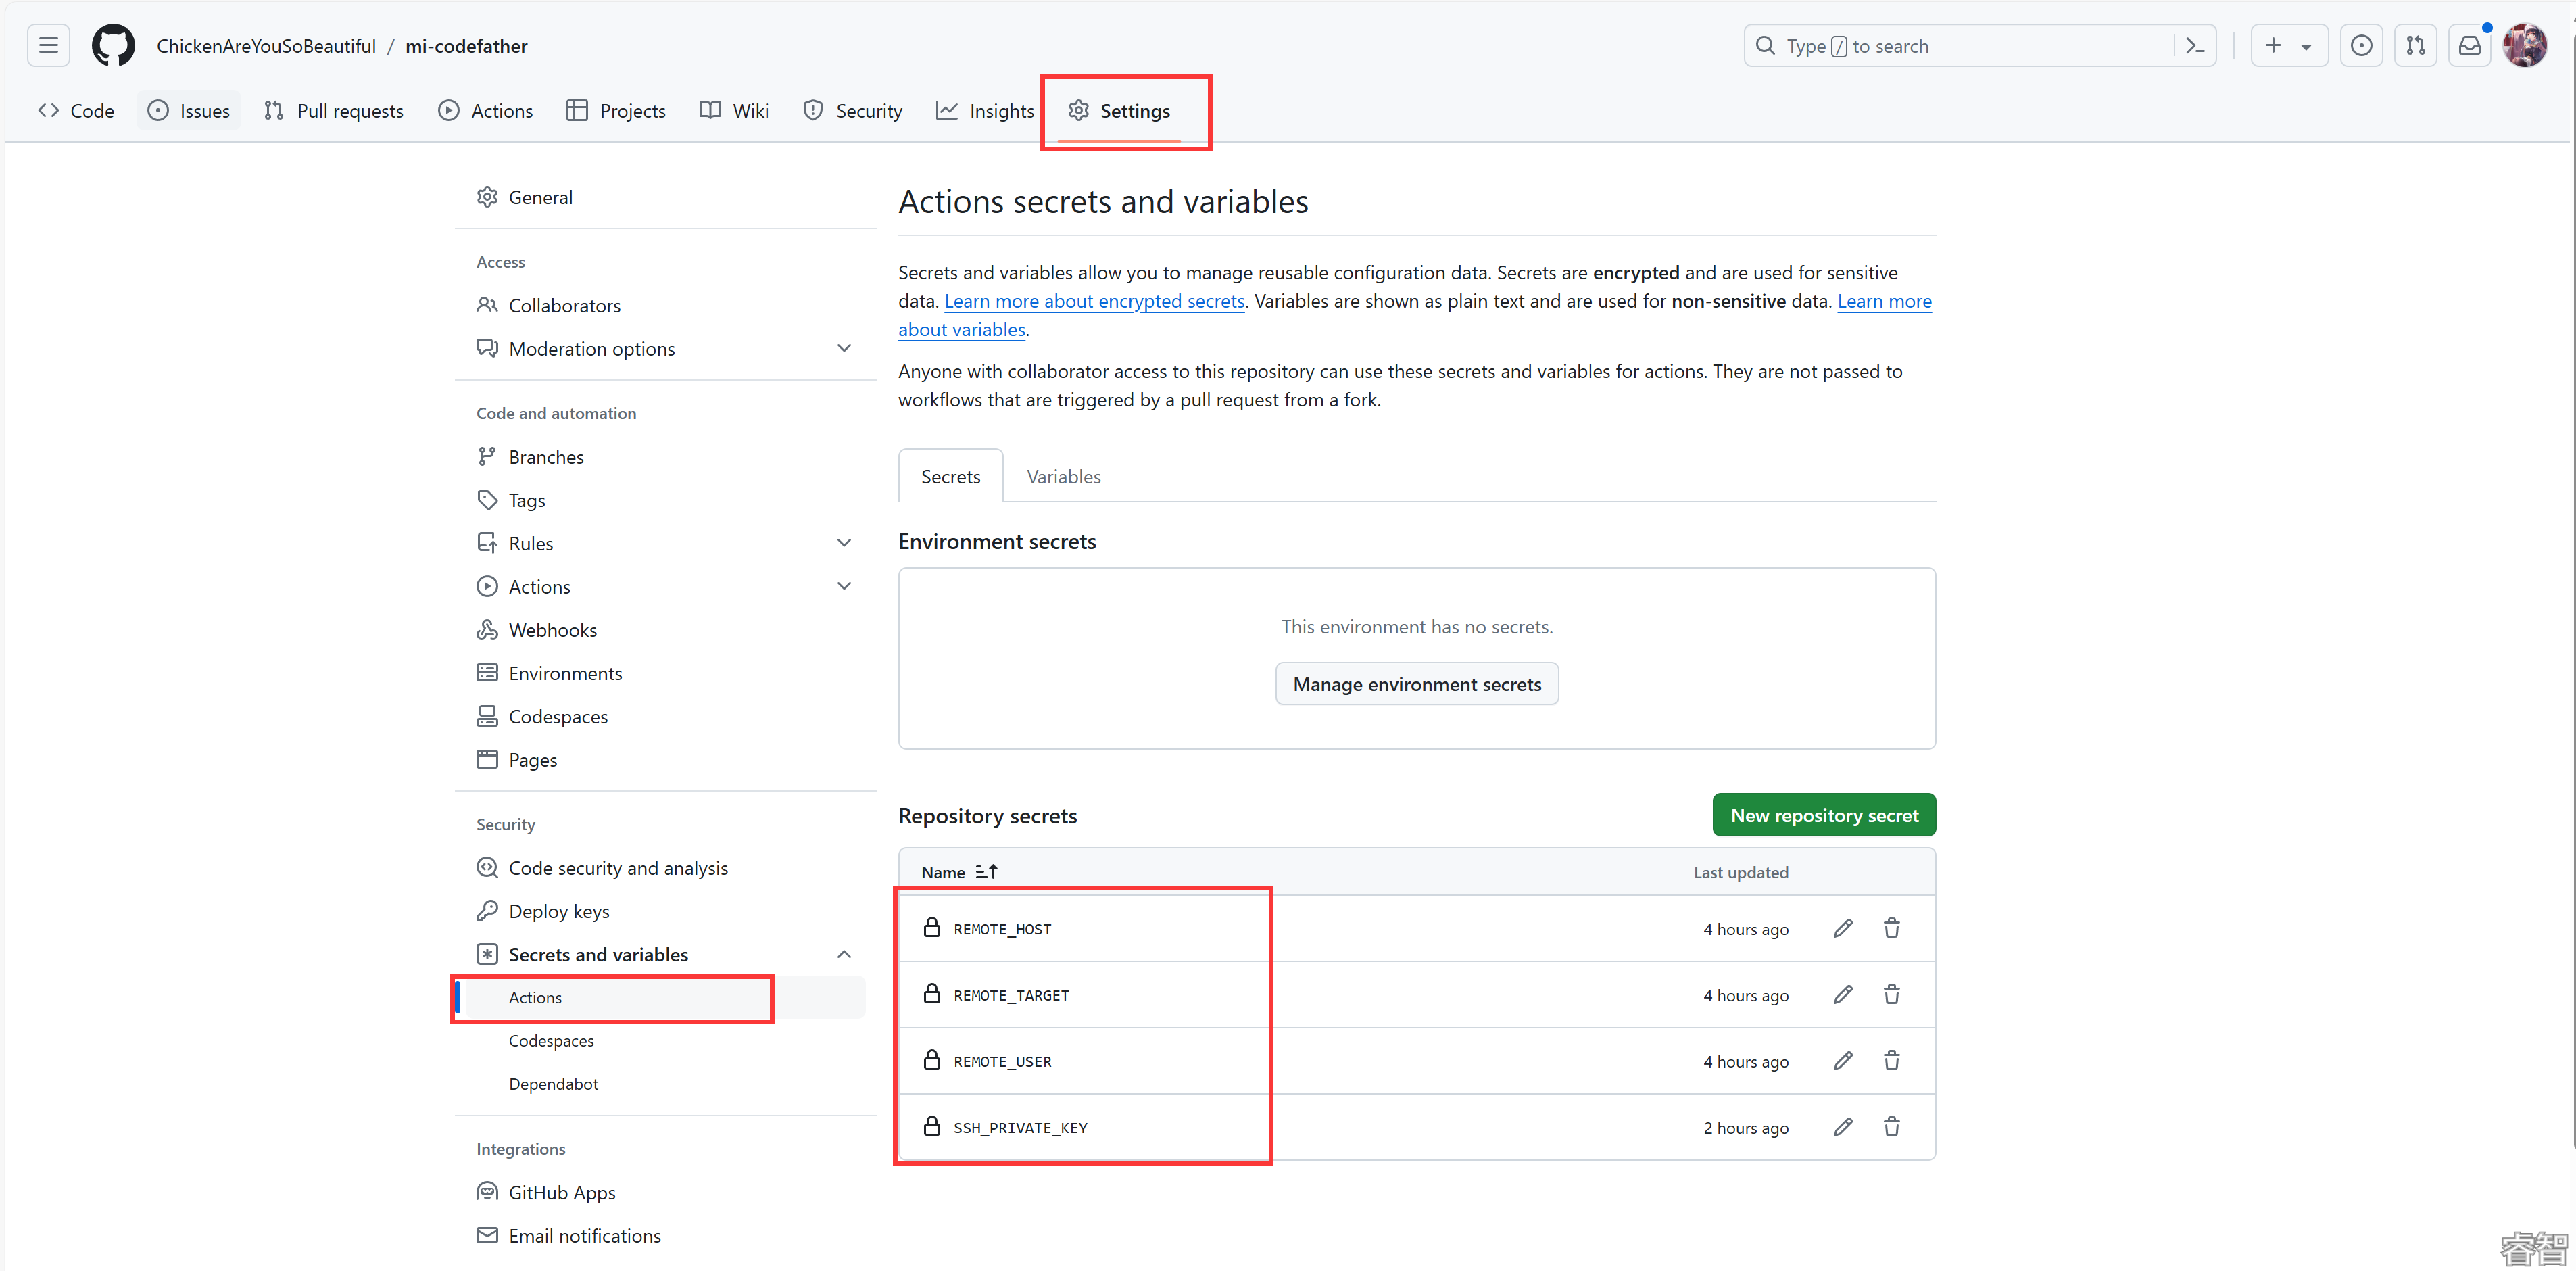 ChickenAreYouSoBeautiful / mi-codefather
Type / to search
Code Issues Pull requests Actions Projects Wiki Security Insights Settings
General
Access
Collaborators
Moderation options
Code and automation
Branches
Tags
Rules
Actions
Webhooks
Environments
Codespaces
Pages
Security
Code security and analysis
Deploy keys
Secrets and variables
Actions
Codespaces
Dependabot
Integrations
GitHub Apps
Email notifications
Actions secrets and variables
Secrets and variables allow you to manage reusable configuration data. Secrets are encrypted and are used for sensitive
data. Learn more about encrypted secrets. Variables are shown as plain text and are used for non-sensitive data. Learn more
about variables.
Anyone with collaborator access to this repository can use these secrets and variables for actions. They are not passed to
workflows that are triggered by a pull request from a fork.
Secrets Variables
Environment secrets
This environment has no secrets.
Manage environment secrets
Repository secrets New repository secret
Name Last updated
REMOTE_HOST 4 hours ago
REMOTE_TARGET 4 hours ago
REMOTE_USER 4 hours ago
SSH_PRIVATE_KEY 2 hours ago
睿智